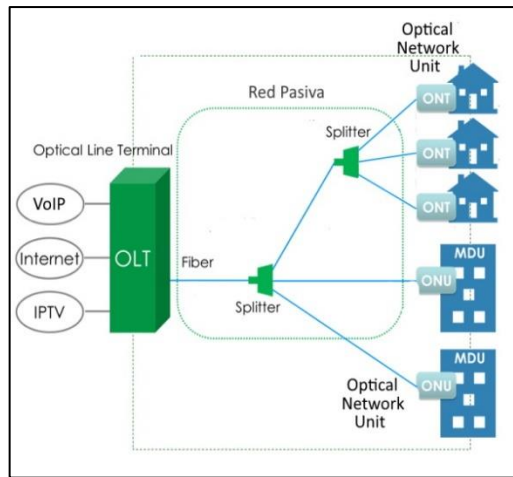 Optical
Network
Unit
Red Pasiva
ONT
Splitter
ONT
Optical Line Terminal
ONT
VoIP
MDU
Internet
OLT
Fiber
ONU
Splitter
IPTV
MDU
Optical
Network
Unit
ONU